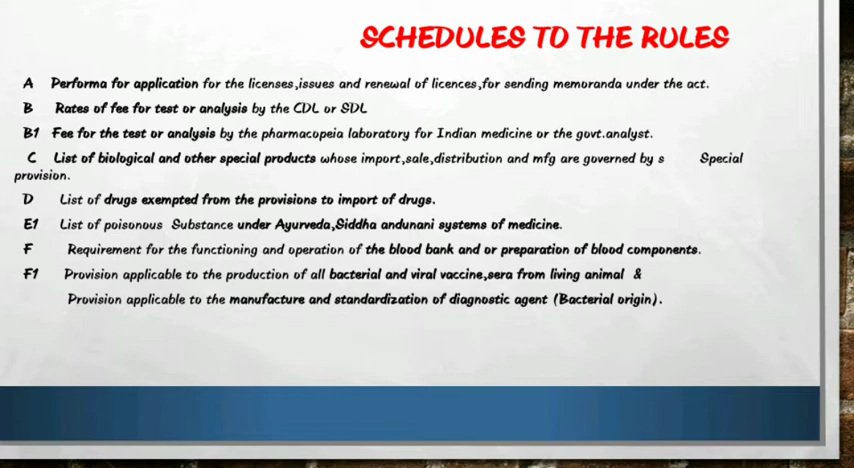 SCHEDULES TO THE RULES
A Performa for application for the licenses,issues and renewal of licences,for sending memoranda under the act.
B Rates of fee for test or analysis by the CDL or SDL
B1 Fee for the test or analysis by the pharmacopeia laboratory for Indian medicine or the govt.analyst.
C List of biological and other special products whose import,sale,distribution and mfg are governed by s Special
provision.
D List of drugs exempted from the provisions to import of drugs.
E1 List of poisonous Substance under Ayurveda,Siddha andunani systems of medicine.
F Requirement for the functioning and operation of the blood bank and or preparation of blood components.
F1 Provision applicable to the production of all bacterial and viral vaccine,sera from living animal &
Provision applicable to the manufacture and standardization of diagnostic agent (Bacterial origin).